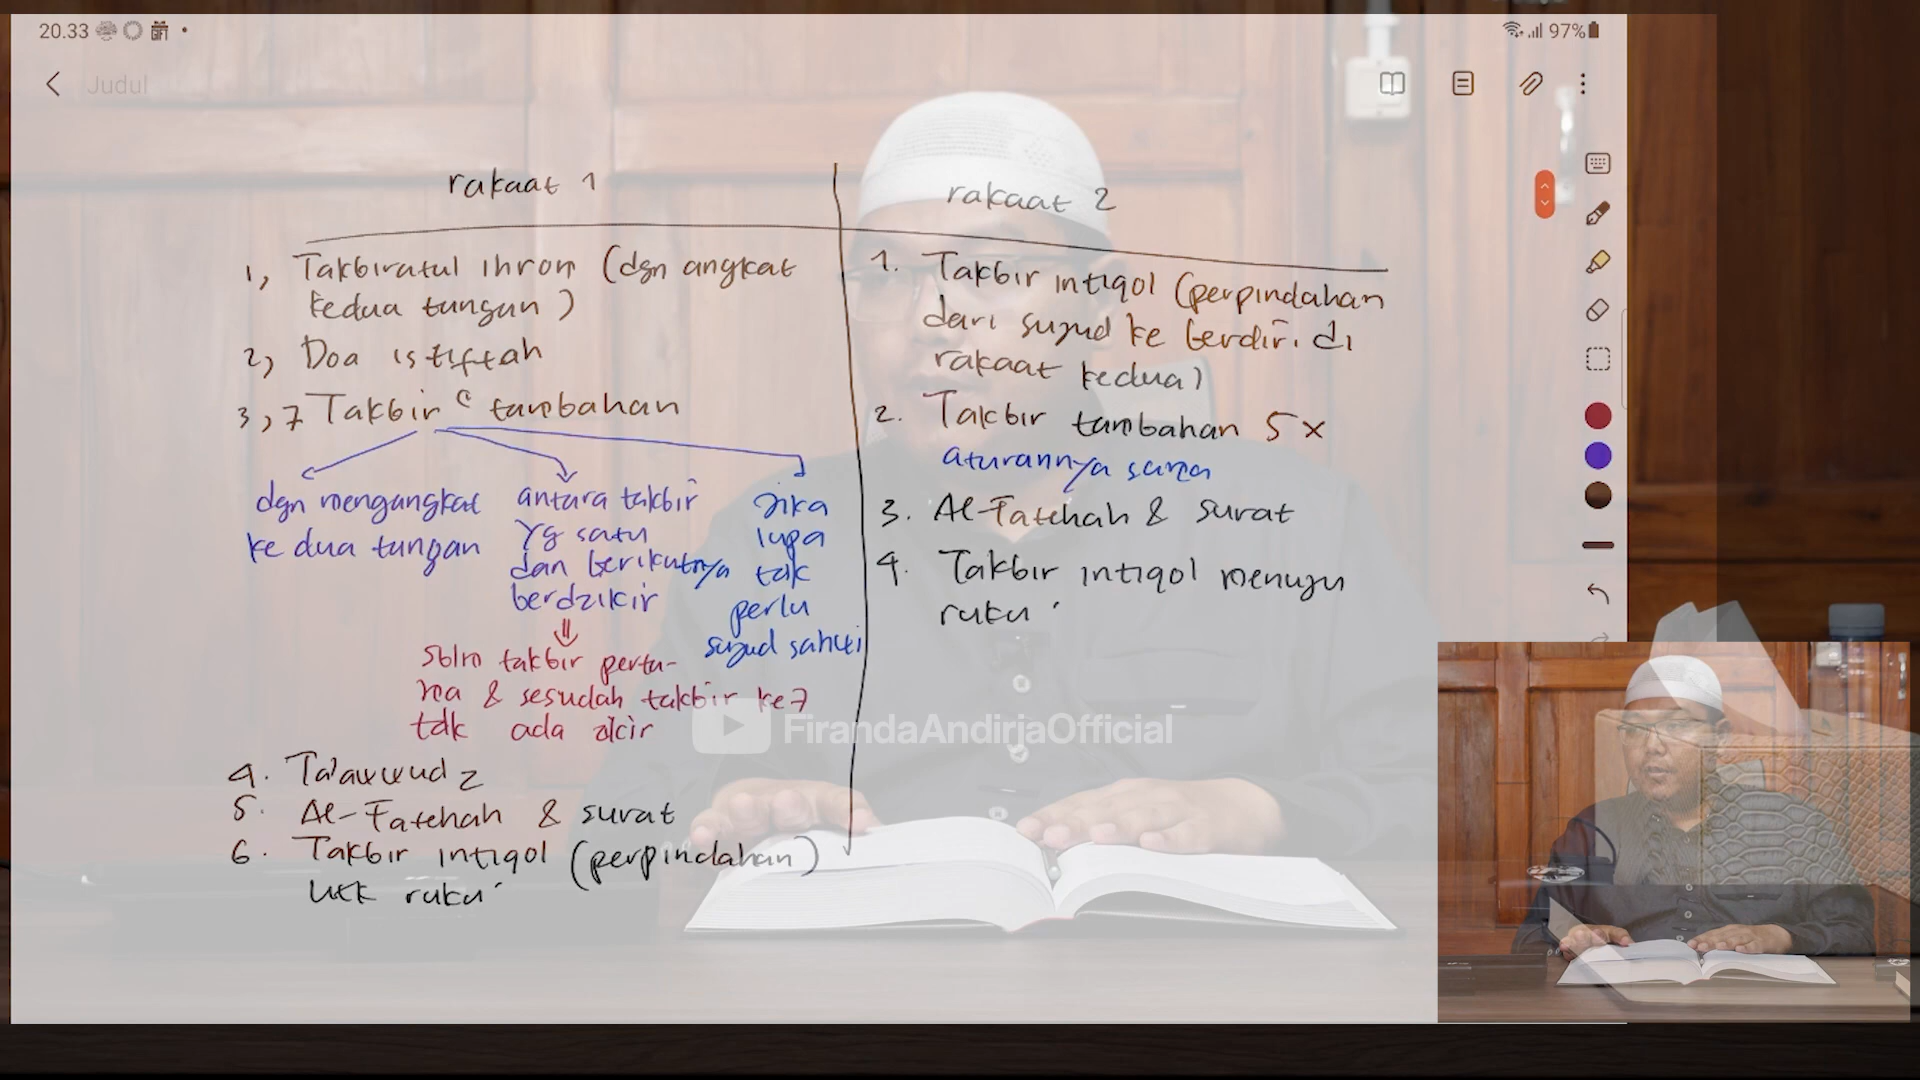 20.33
97%
Judul
rakaat 1
1, Takbiratul ihrom (dgn angkat
kedua tangan)
2, Doa istiftah
3, 7 Takbir tambahan
dgn mengangkat
kedua tangan
antara takbir
yg satu
dan berikutnya
berdzikir
sblm takbir perta-
ma & sesudah takbir ke 7
tdk ada dzikir
jika
lupa
tdk
perlu
sujud sahwi
4. Ta'awwudz
5. Al-Fatehah & surat
6. Takbir intiqol (perpindahan)
utk ruku'
rakaat 2
1. Takbir intiqol (perpindahan
dari sujud ke berdiri di
rakaat kedua)
2. Takbir tambahan 5x
aturannya sama
3. Al-Fatehah & surat
4. Takbir intiqol menuju
ruku'
FirandaAndirjaOfficial